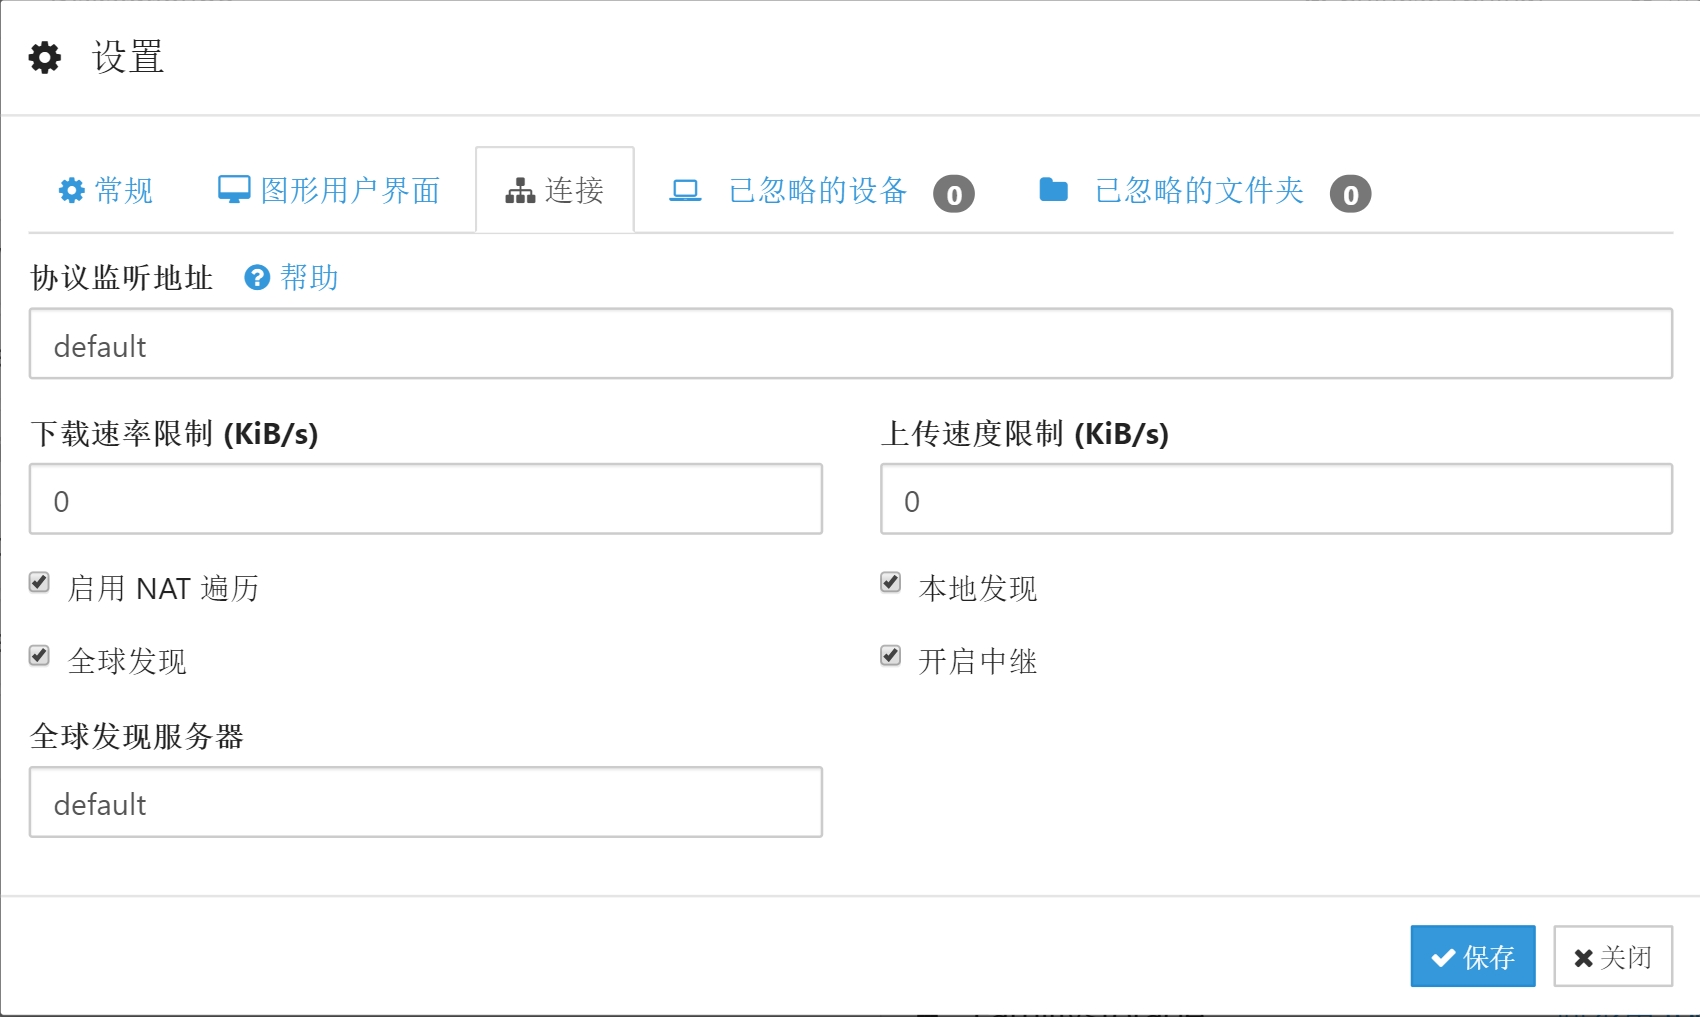 设置
常规 图形用户界面 连接 已忽略的设备 0 已忽略的文件夹 0
协议监听地址 帮助
default
下载速率限制 (KiB/s) 上传速度限制 (KiB/s)
0 0
启用 NAT 遍历 本地发现
全球发现 开启中继
全球发现服务器
default
保存 关闭